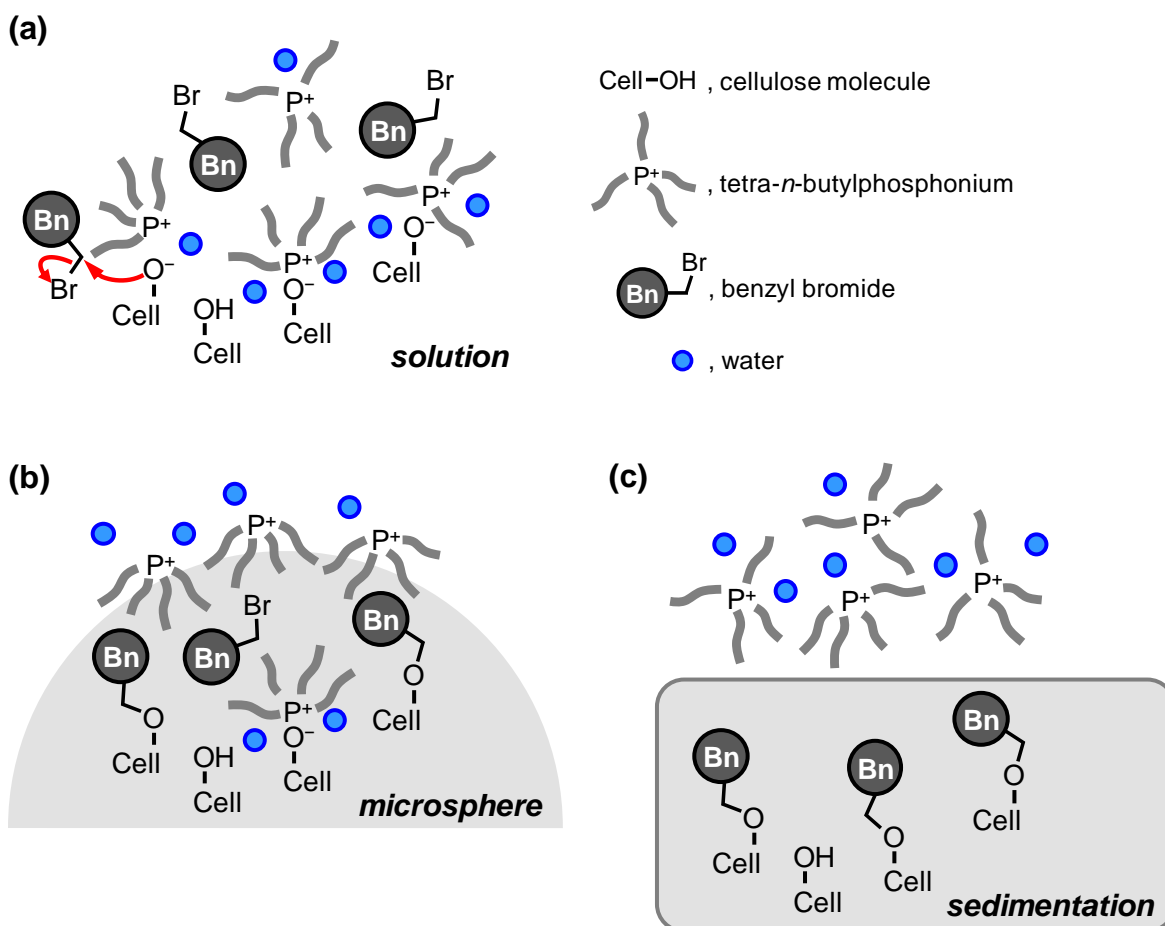 (a)
Br
P⁺
Br
Bn
Bn
Bn
P⁺
P⁺
Br
O⁻
Cell
P⁺
O⁻
Cell
OH
Cell
O⁻
Cell
solution
Cell–OH , cellulose molecule
P⁺ , tetra-n-butylphosphonium
Br
Bn , benzyl bromide
, water
(b)
P⁺
P⁺
P⁺
Br
Bn
Bn
Bn
O
Cell
O
Cell
P⁺
O⁻
Cell
OH
Cell
microsphere
(c)
P⁺
P⁺
P⁺
P⁺
Bn
Bn
Bn
O
Cell
O
Cell
O
Cell
OH
Cell
sedimentation